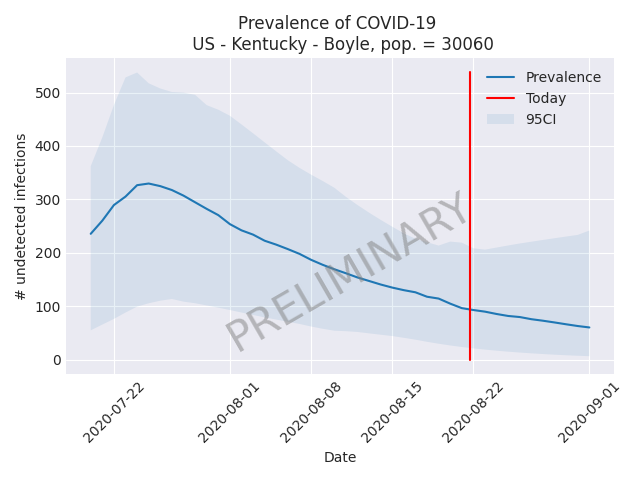 Prevalence of COVID-19
US - Kentucky - Boyle, pop. = 30060
# undetected infections
500
400
300
200
100
0
Prevalence
Today
95CI
PRELIMINARY
2020-07-22
2020-08-01
2020-08-08
2020-08-15
2020-08-22
2020-09-01
Date